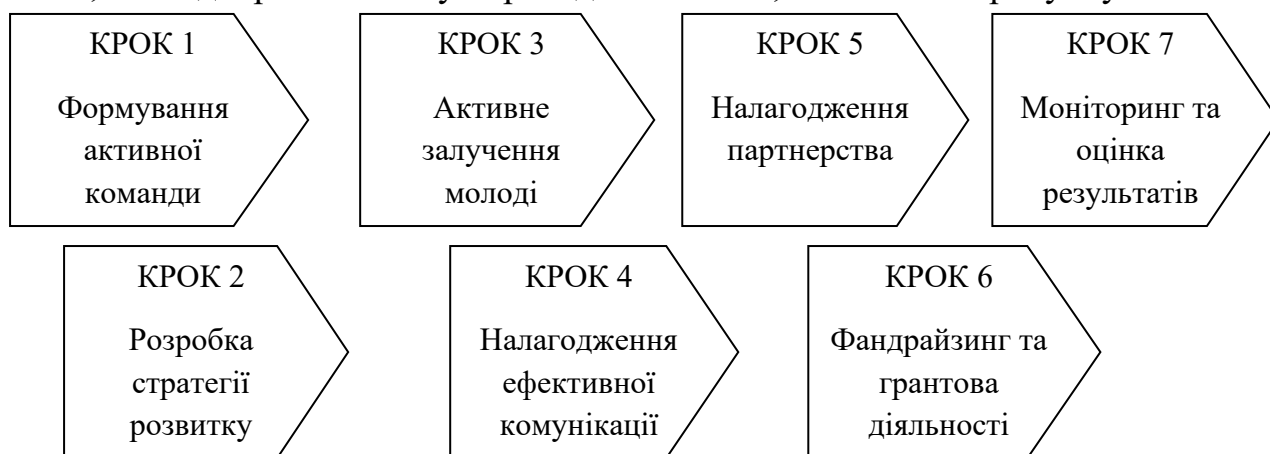 КРОК 1
Формування
активної
команди
КРОК 3
Активне
залучення
молоді
КРОК 5
Налагодження
партнерства
КРОК 7
Моніторинг та
оцінка
результатів
КРОК 2
Розробка
стратегії
розвитку
КРОК 4
Налагодження
ефективної
комунікації
КРОК 6
Фандрайзинг та
грантова
діяльності